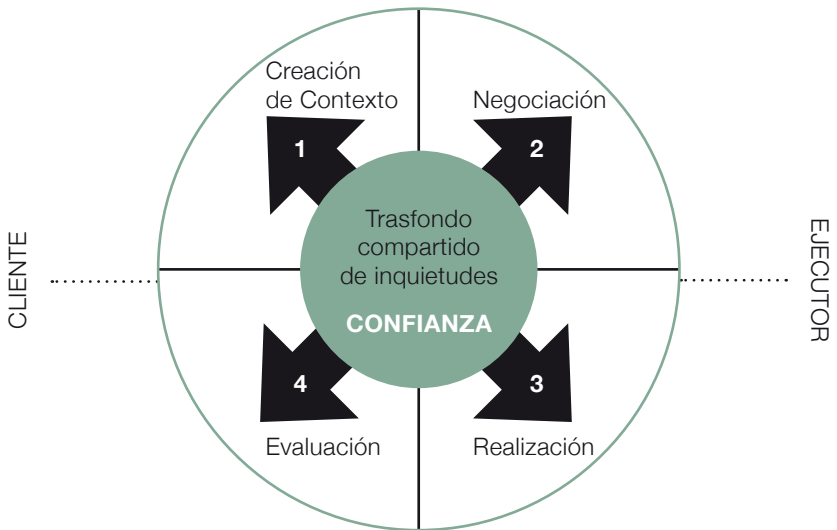 Creación
de Contexto
Negociación
1
2
Trasfondo
compartido
de inquietudes
CONFIANZA
CLIENTE
EJECUTOR
4
3
Evaluación
Realización